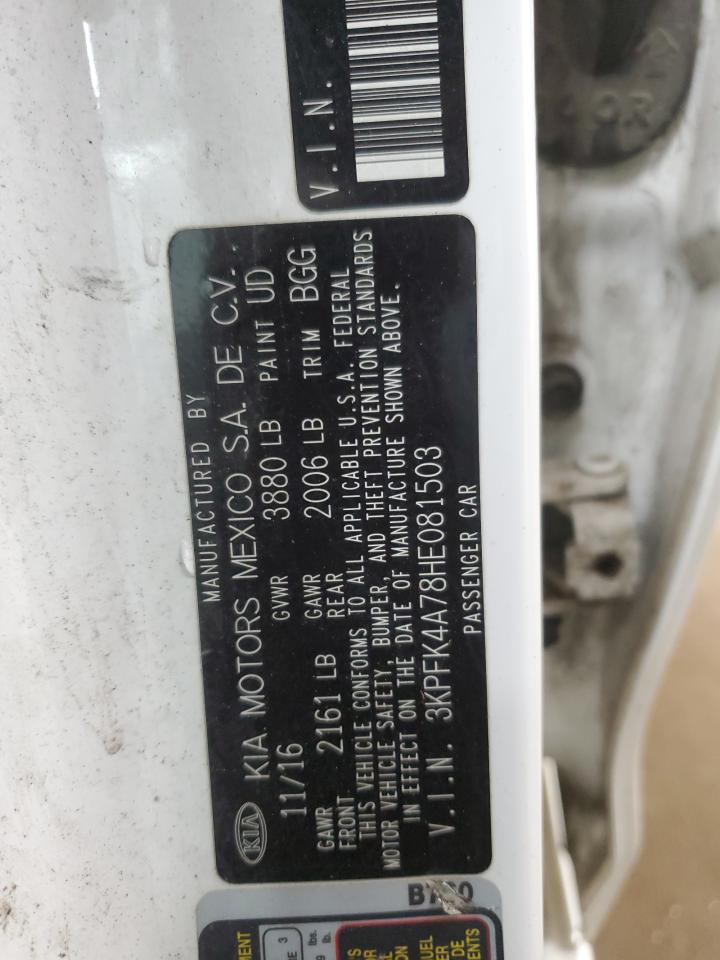 KIA
MANUFACTURED BY
KIA MOTORS MEXICO S.A. DE C.V.
11/16 GVWR 3880 LB PAINT UD
GAWR FRONT 2161 LB GAWR REAR 2006 LB TRIM BGG
THIS VEHICLE CONFORMS TO ALL APPLICABLE U.S.A. FEDERAL
MOTOR VEHICLE SAFETY, BUMPER, AND THEFT PREVENTION STANDARDS
IN EFFECT ON THE DATE OF MANUFACTURE SHOWN ABOVE.
V.I.N. 3KPFK4A78HE081503
PASSENGER CAR
V.I.N.